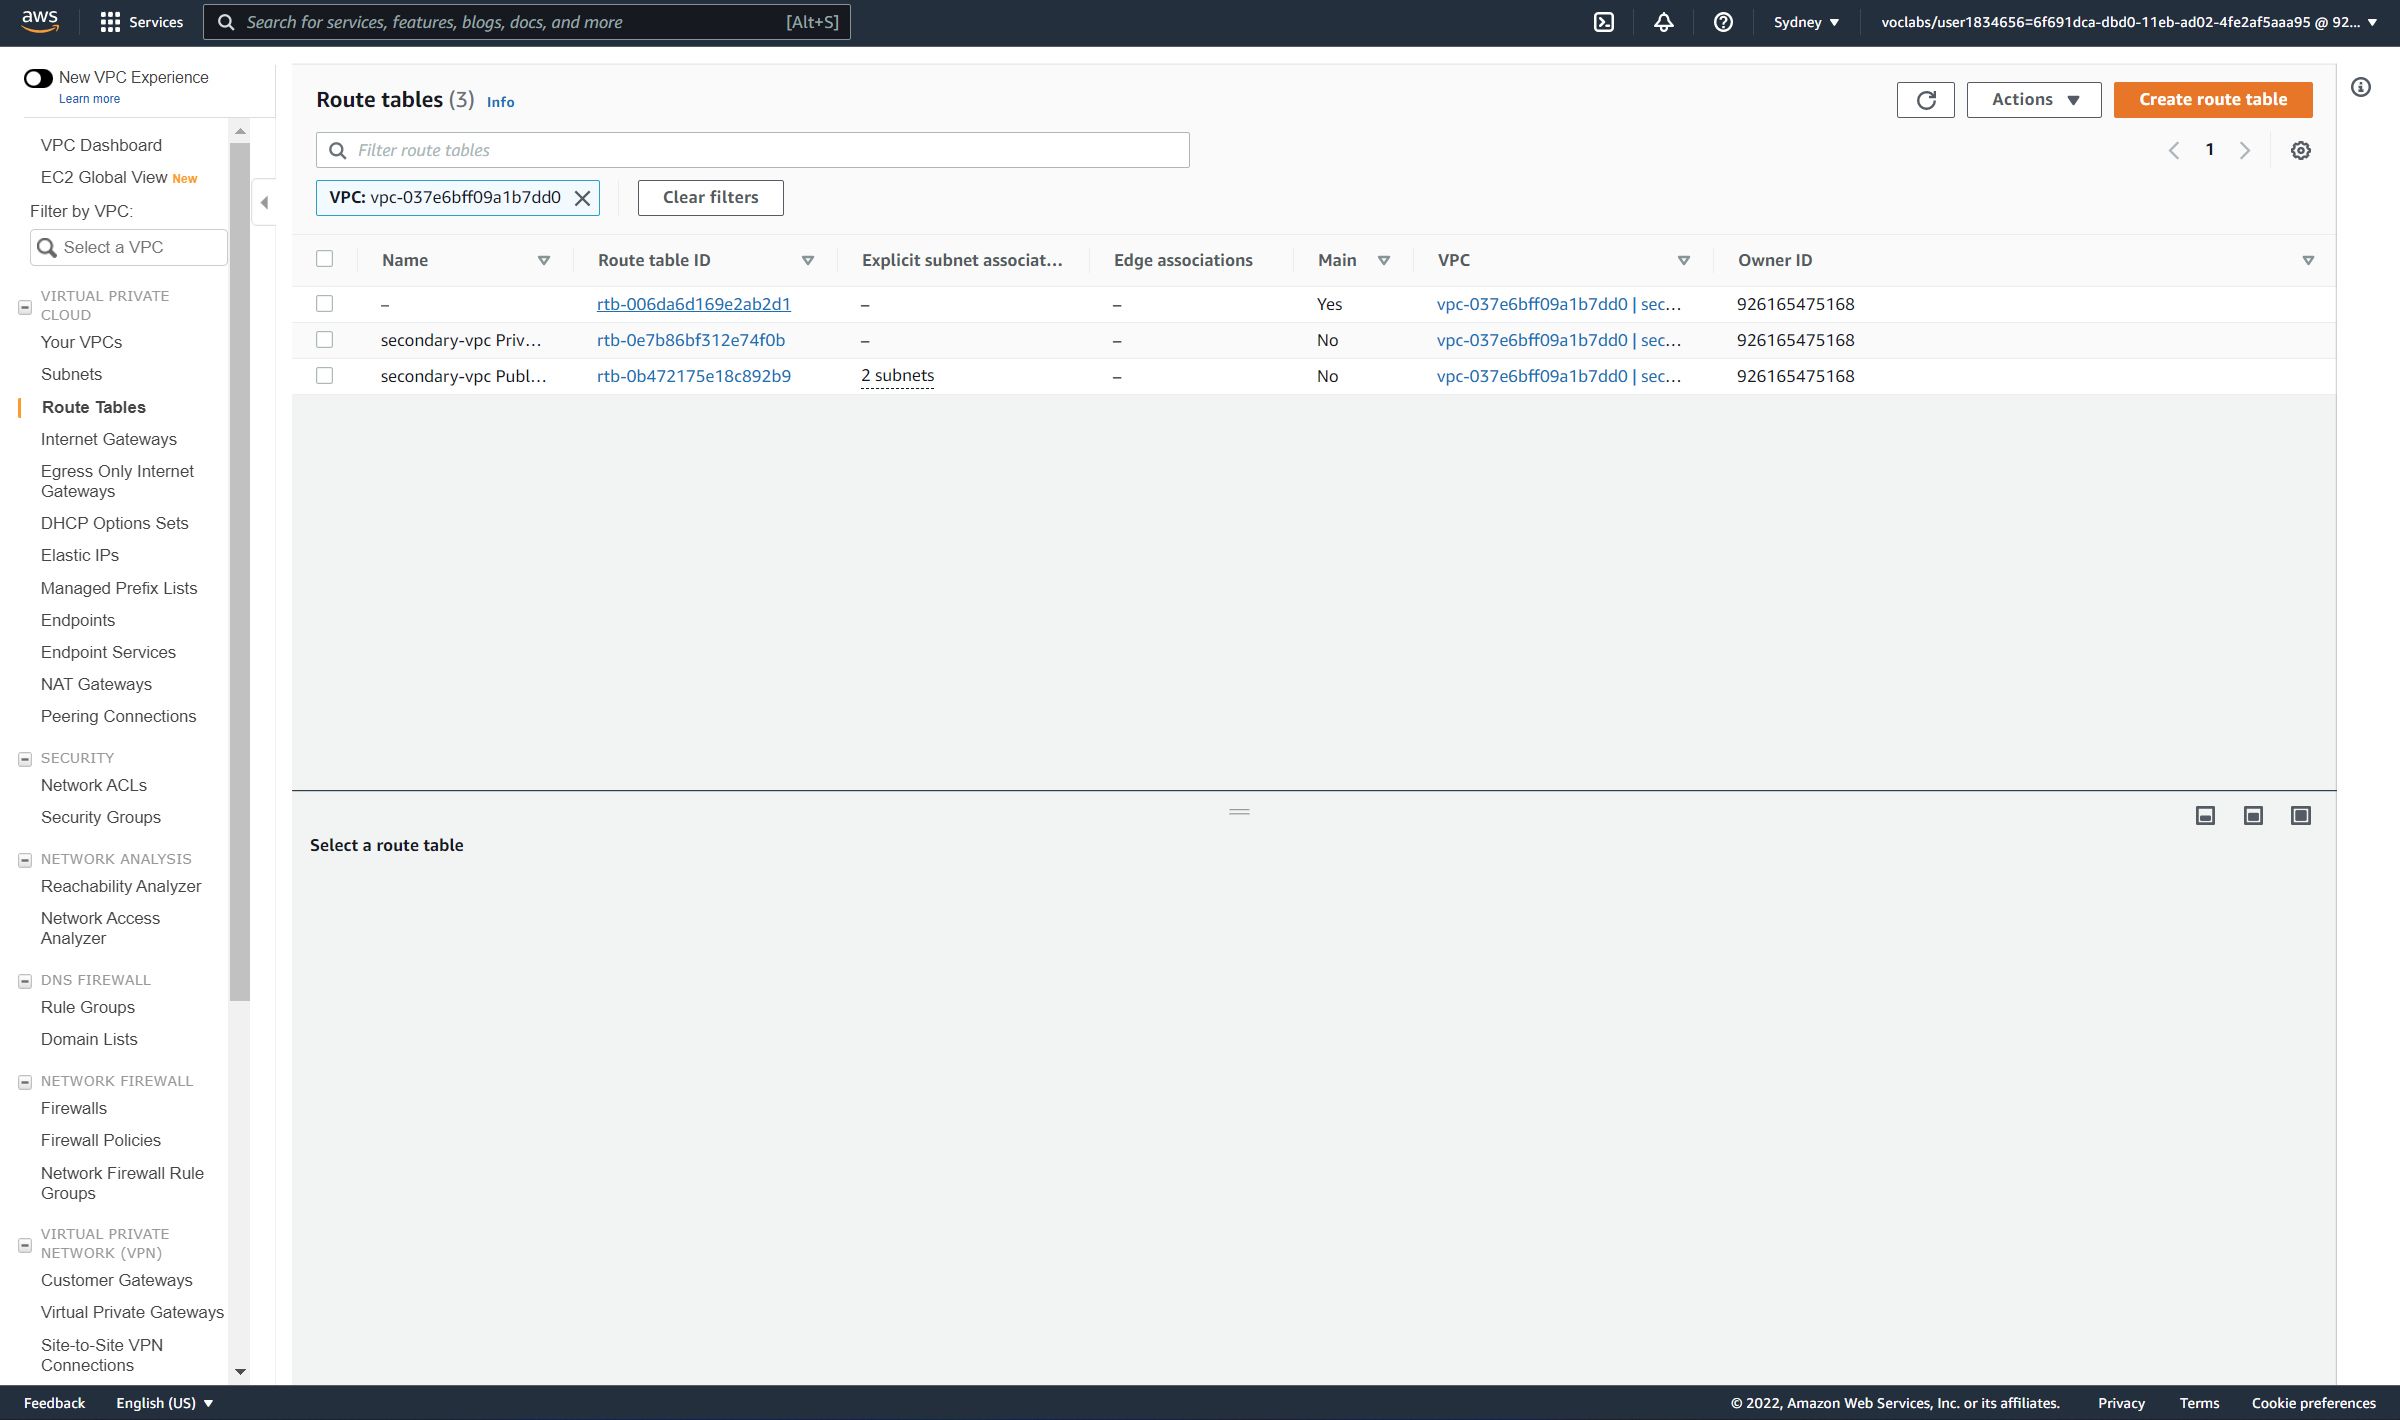 aws
Services
Search for services, features, blogs, docs, and more
[Alt+S]
Sydney
voclabs/user1834656=6f691dca-dbd0-11eb-ad02-4fe2af5aaa95 @ 92...
New VPC Experience
Learn more
VPC Dashboard
EC2 Global View New
Filter by VPC:
Select a VPC
VIRTUAL PRIVATE
CLOUD
Your VPCs
Subnets
Route Tables
Internet Gateways
Egress Only Internet
Gateways
DHCP Options Sets
Elastic IPs
Managed Prefix Lists
Endpoints
Endpoint Services
NAT Gateways
Peering Connections
SECURITY
Network ACLs
Security Groups
NETWORK ANALYSIS
Reachability Analyzer
Network Access
Analyzer
DNS FIREWALL
Rule Groups
Domain Lists
NETWORK FIREWALL
Firewalls
Firewall Policies
Network Firewall Rule
Groups
VIRTUAL PRIVATE
NETWORK (VPN)
Customer Gateways
Virtual Private Gateways
Site-to-Site VPN
Connections
Route tables (3) Info
Actions
Create route table
Filter route tables
1
VPC: vpc-037e6bff09a1b7dd0
Clear filters
Name Route table ID Explicit subnet associat... Edge associations Main VPC Owner ID
– rtb-006da6d169e2ab2d1 – – Yes vpc-037e6bff09a1b7dd0 | sec... 926165475168
secondary-vpc Priv... rtb-0e7b86bf312e74f0b – – No vpc-037e6bff09a1b7dd0 | sec... 926165475168
secondary-vpc Publ... rtb-0b472175e18c892b9 2 subnets – No vpc-037e6bff09a1b7dd0 | sec... 926165475168
Select a route table
Feedback
English (US)
© 2022, Amazon Web Services, Inc. or its affiliates.
Privacy
Terms
Cookie preferences